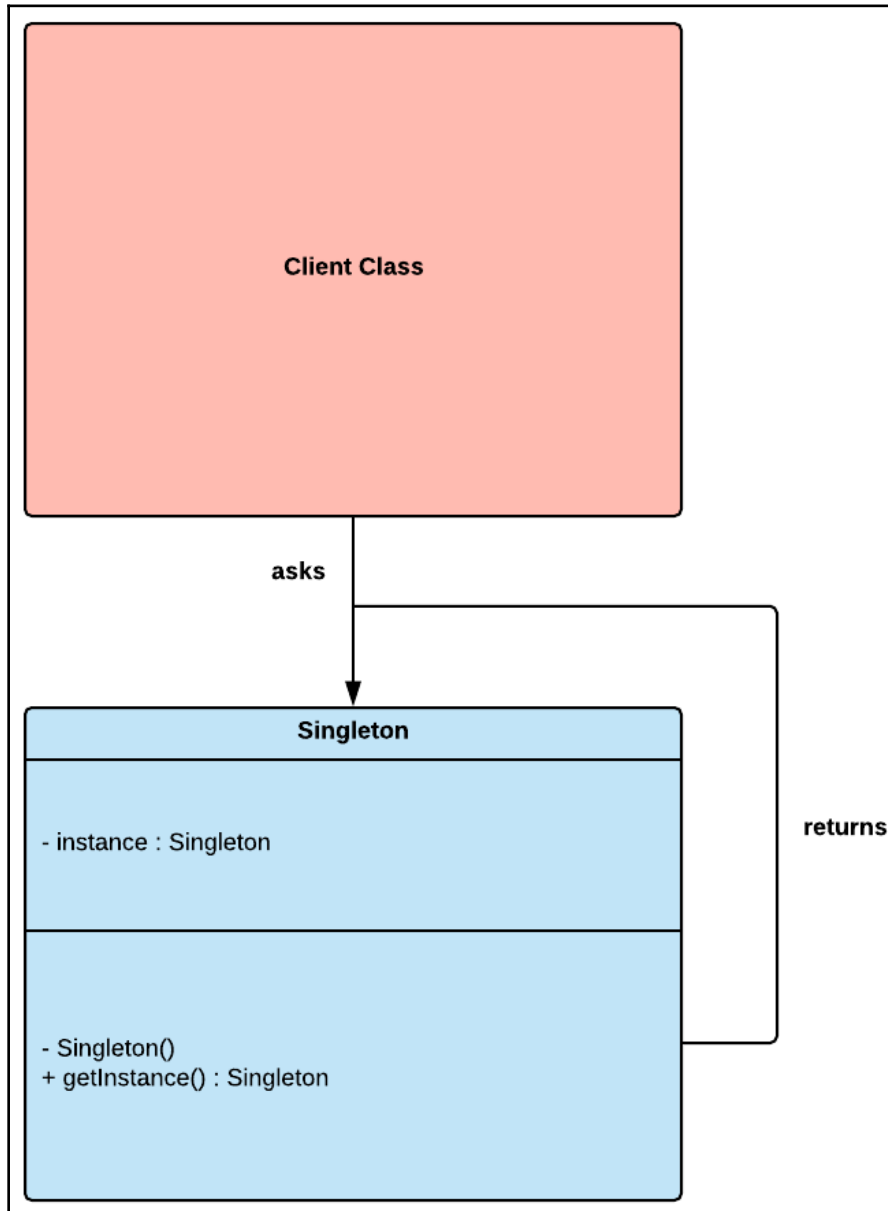 Client Class
asks
Singleton
- instance : Singleton
returns
- Singleton()
+ getInstance() : Singleton